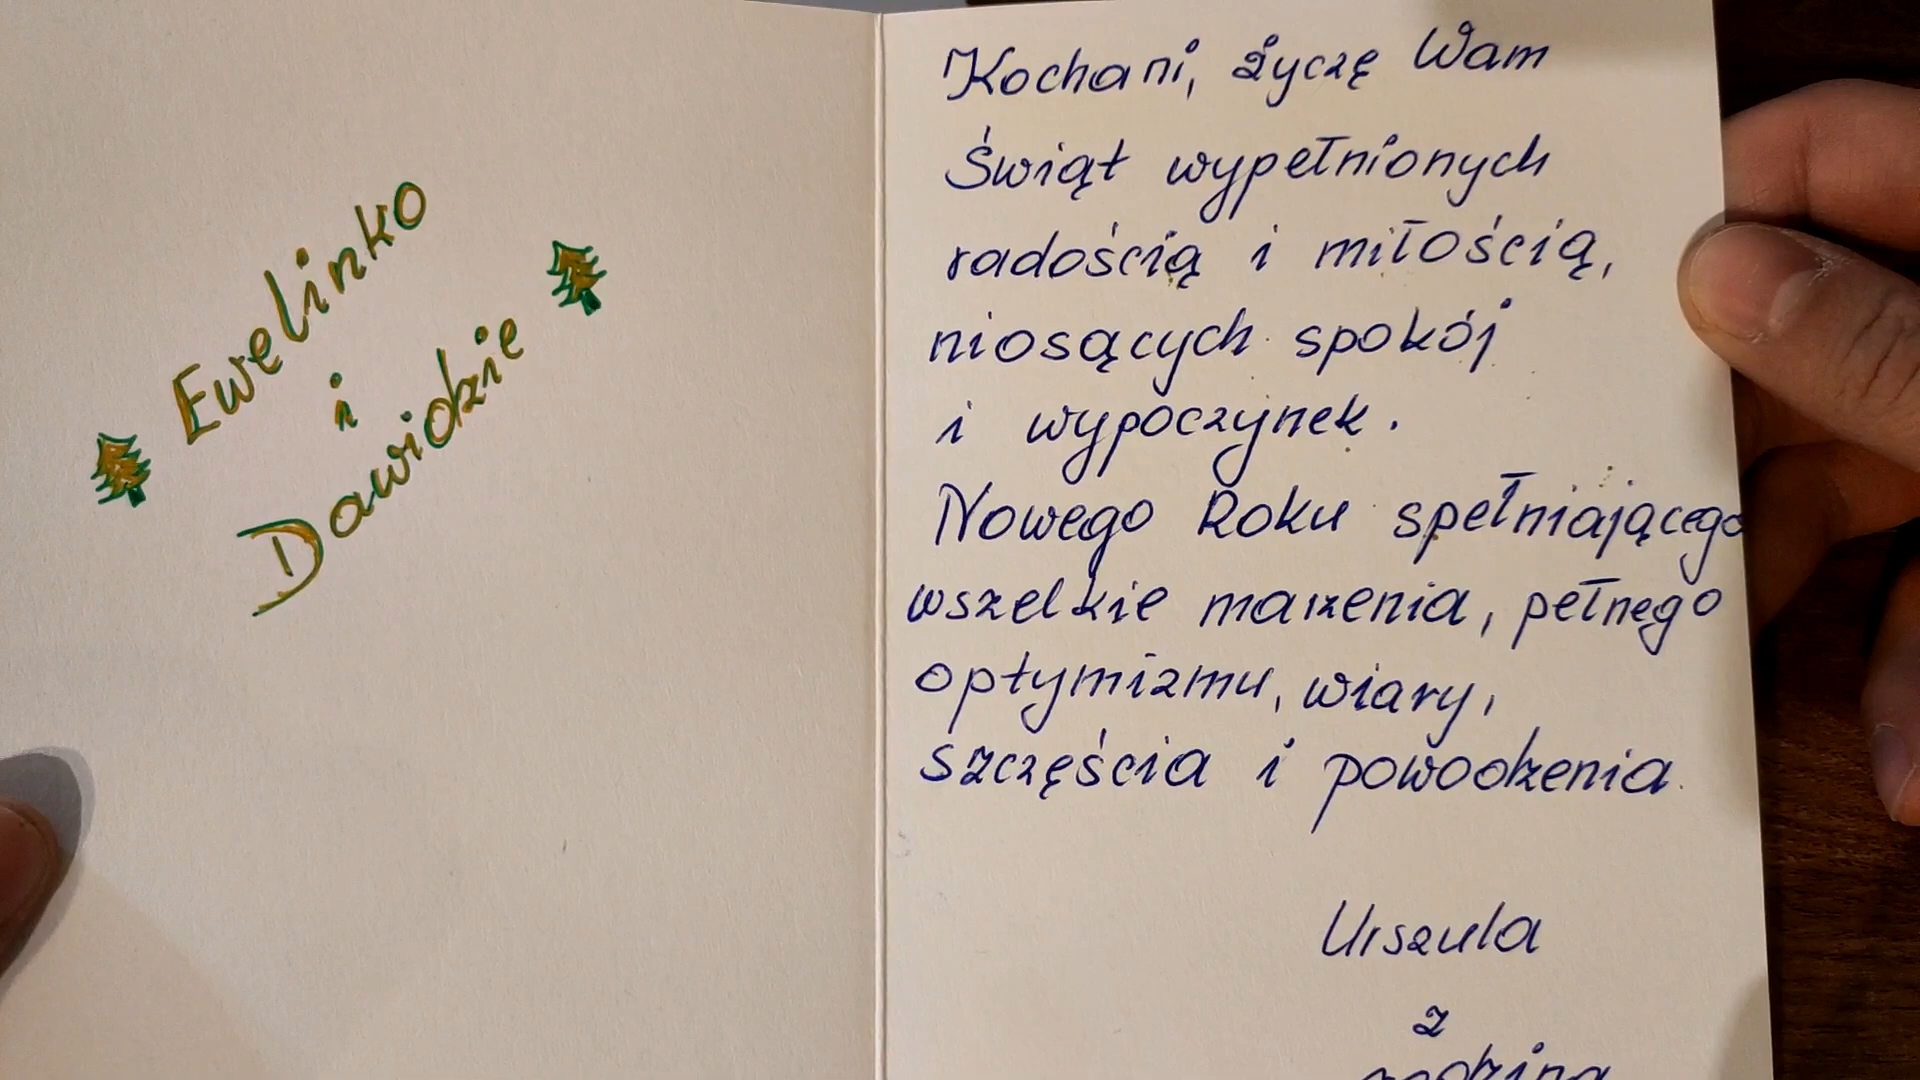 Ewelinko
i
Dawidzie
Kochani, życzę Wam
Świąt wypełnionych
radością i miłością,
niosących spokój
i wypoczynek.
Nowego Roku spełniającego
wszelkie marzenia, pełnego
optymizmu, wiary,
szczęścia i powodzenia.
Urszula
z
rodziną